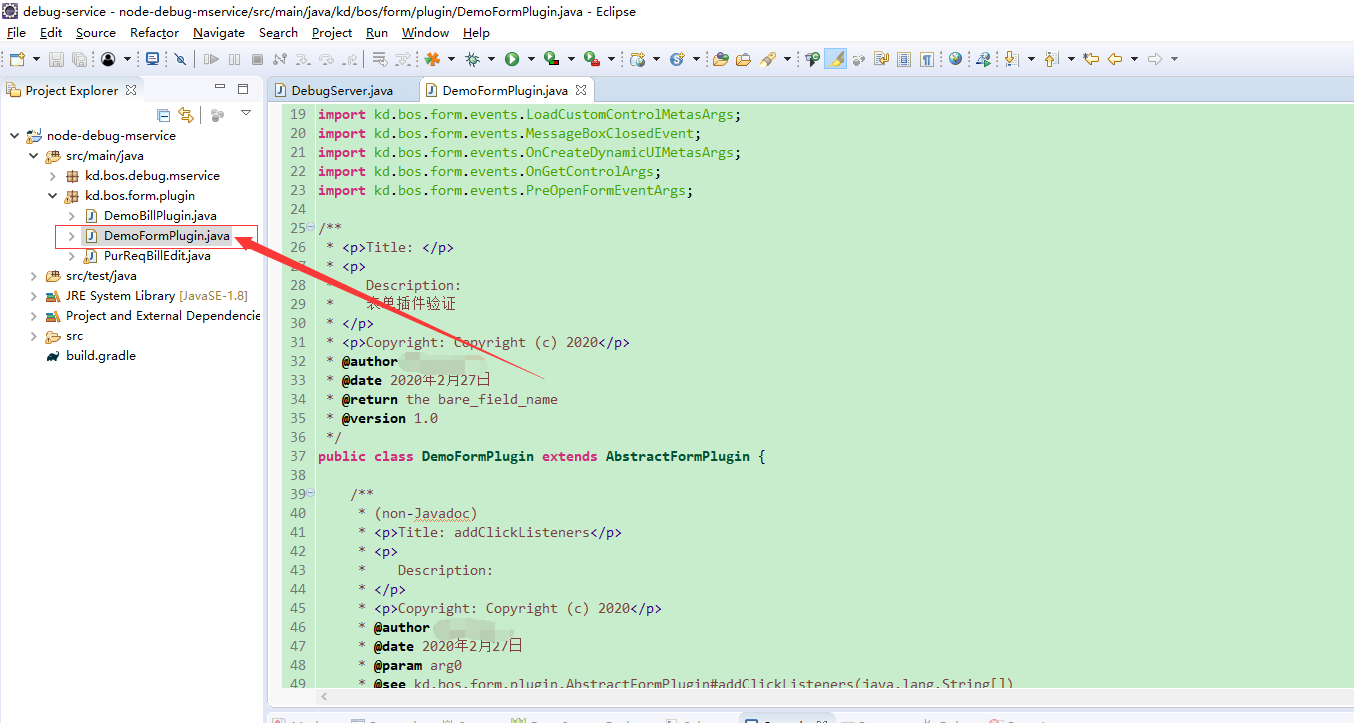 debug-service - node-debug-mservice/src/main/java/kd/bos/form/plugin/DemoFormPlugin.java - Eclipse
File Edit Source Refactor Navigate Search Project Run Window Help
Project Explorer
DebugServer.java
DemoFormPlugin.java
node-debug-mservice
src/main/java
kd.bos.debug.mservice
kd.bos.form.plugin
DemoBillPlugin.java
DemoFormPlugin.java
PurReqBillEdit.java
src/test/java
JRE System Library [JavaSE-1.8]
Project and External Dependencie
src
build.gradle
19 import kd.bos.form.events.LoadCustomControlMetasArgs;
20 import kd.bos.form.events.MessageBoxClosedEvent;
21 import kd.bos.form.events.OnCreateDynamicUIMetasArgs;
22 import kd.bos.form.events.OnGetControlArgs;
23 import kd.bos.form.events.PreOpenFormEventArgs;
24
25 /**
26 * <p>Title: </p>
27 * <p>
28 Description:
29 * 表单插件验证
30 * </p>
31 * <p>Copyright: Copyright (c) 2020</p>
32 * @author
33 * @date 2020年2月27日
34 * @return the bare_field_name
35 * @version 1.0
36 */
37 public class DemoFormPlugin extends AbstractFormPlugin {
38
39 /**
40 * (non-Javadoc)
41 * <p>Title: addClickListeners</p>
42 * <p>
43 * Description:
44 * </p>
45 * <p>Copyright: Copyright (c) 2020</p>
46 * @author
47 * @date 2020年2月27日
48 * @param arg0
49 * @see kd.bos.form.plugin.AbstractFormPlugin#addClickListeners(java.lang.String[])